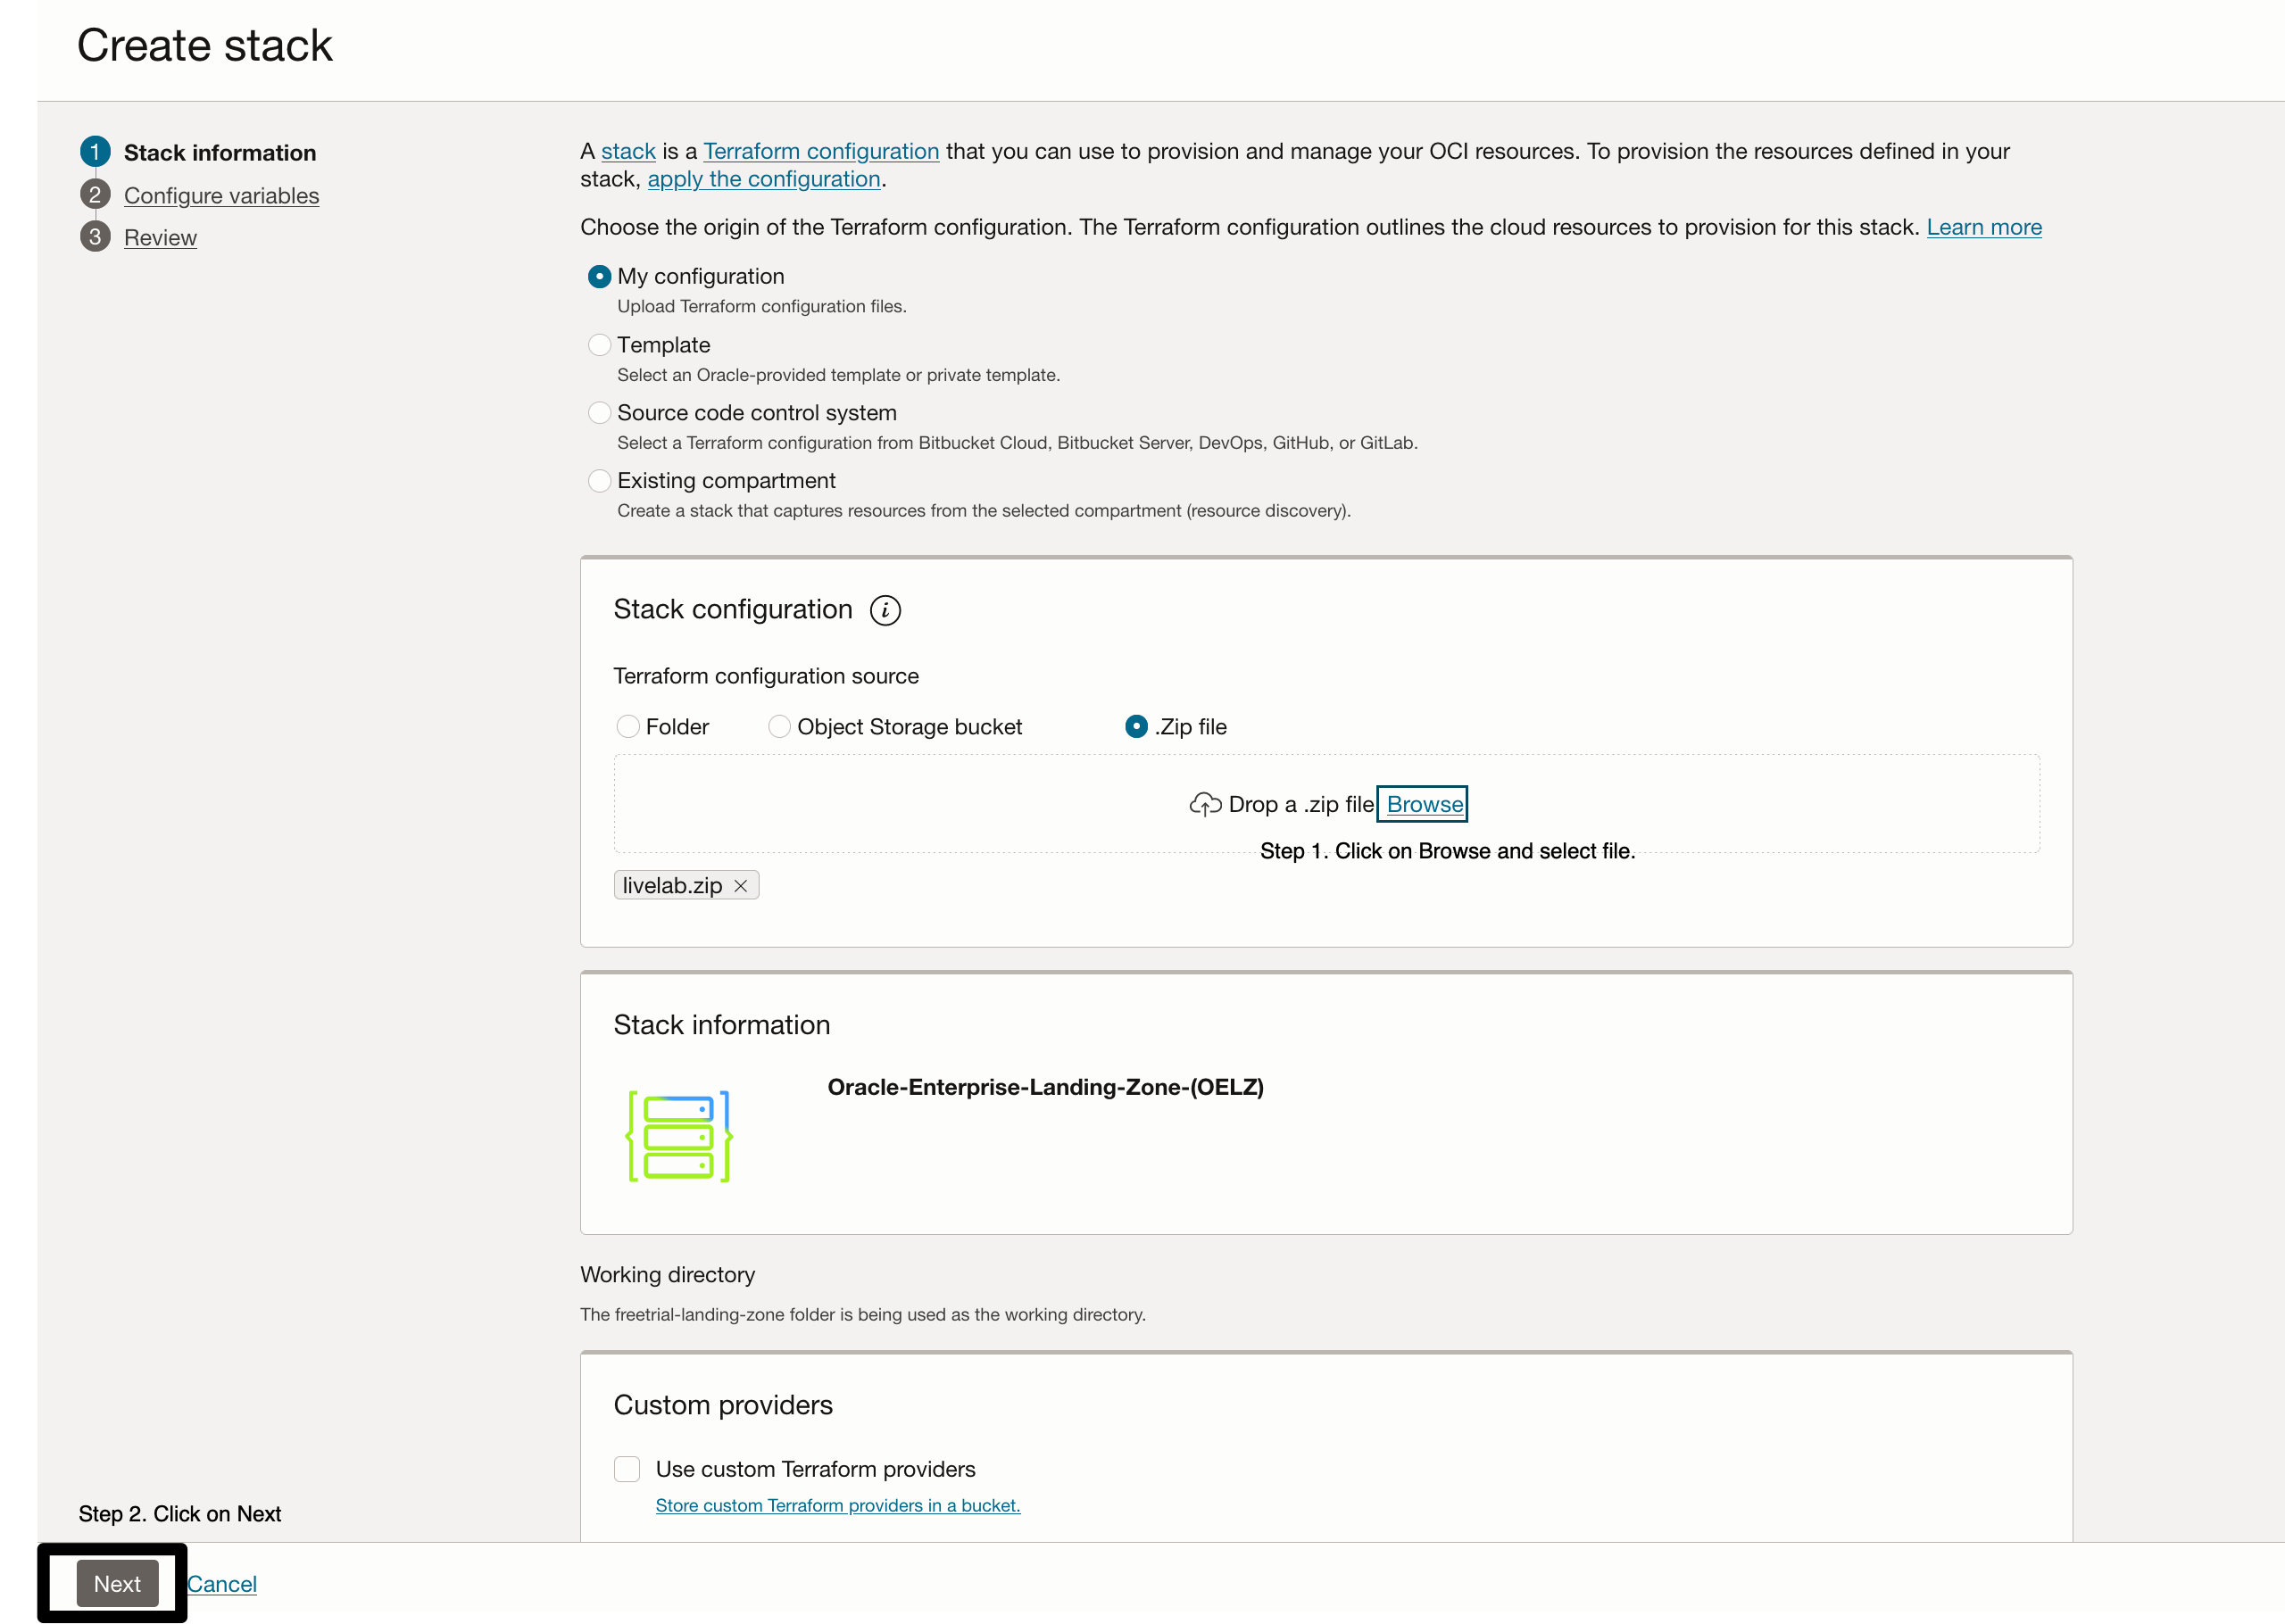 Create stack
1 Stack information
2 Configure variables
3 Review
A stack is a Terraform configuration that you can use to provision and manage your OCI resources. To provision the resources defined in your
stack, apply the configuration.
Choose the origin of the Terraform configuration. The Terraform configuration outlines the cloud resources to provision for this stack. Learn more
My configuration
Upload Terraform configuration files.
Template
Select an Oracle-provided template or private template.
Source code control system
Select a Terraform configuration from Bitbucket Cloud, Bitbucket Server, DevOps, GitHub, or GitLab.
Existing compartment
Create a stack that captures resources from the selected compartment (resource discovery).
Stack configuration i
Terraform configuration source
Folder Object Storage bucket .Zip file
Drop a .zip file Browse
Step 1. Click on Browse and select file.
livelab.zip
Stack information
Oracle-Enterprise-Landing-Zone-(OELZ)
Working directory
The freetrial-landing-zone folder is being used as the working directory.
Custom providers
Use custom Terraform providers
Store custom Terraform providers in a bucket.
Step 2. Click on Next
Next Cancel